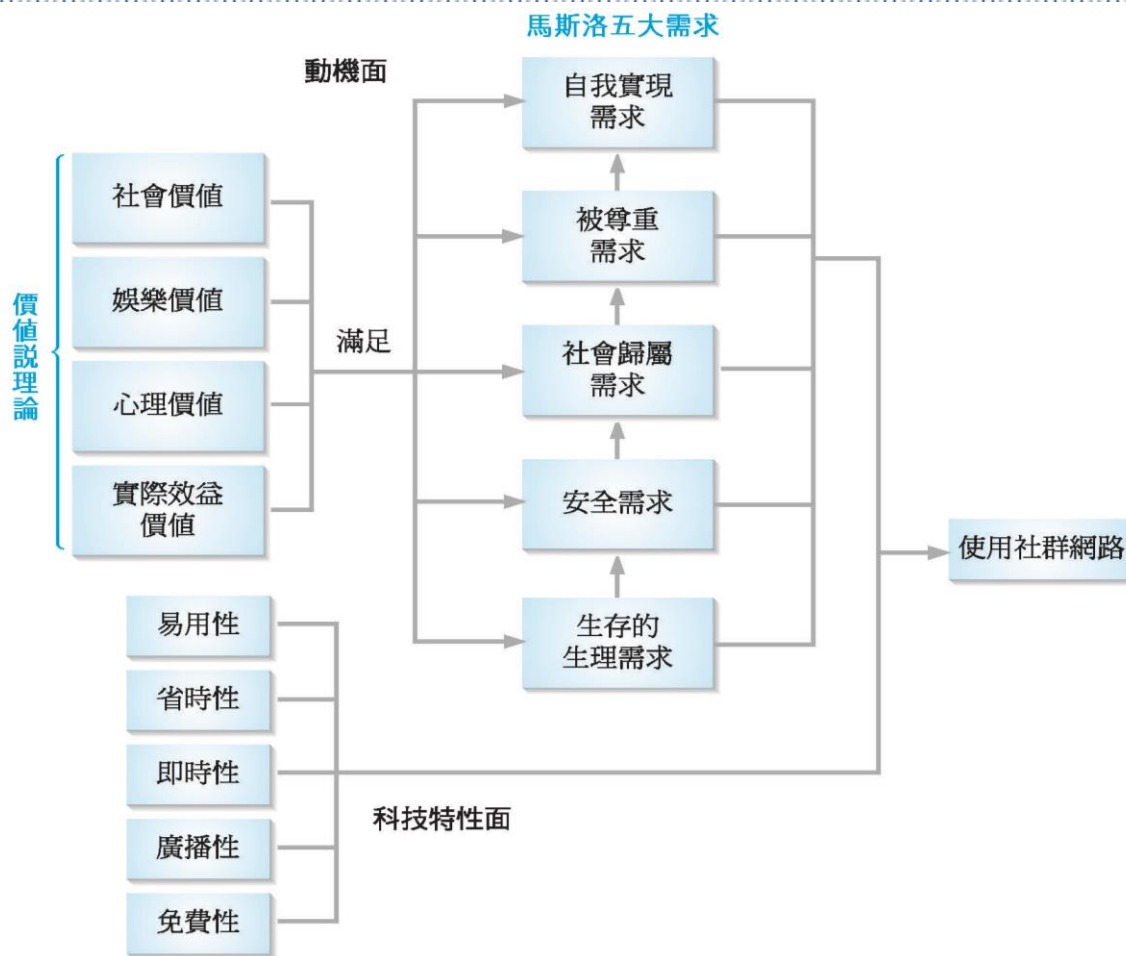 馬斯洛五大需求
動機面
自我實現
需求
社會價值
被尊重
需求
娛樂價值
價值説理論
滿足
社會歸屬
需求
心理價值
實際效益
價值
安全需求
使用社群網路
易用性
生存的
生理需求
省時性
即時性
科技特性面
廣播性
免費性